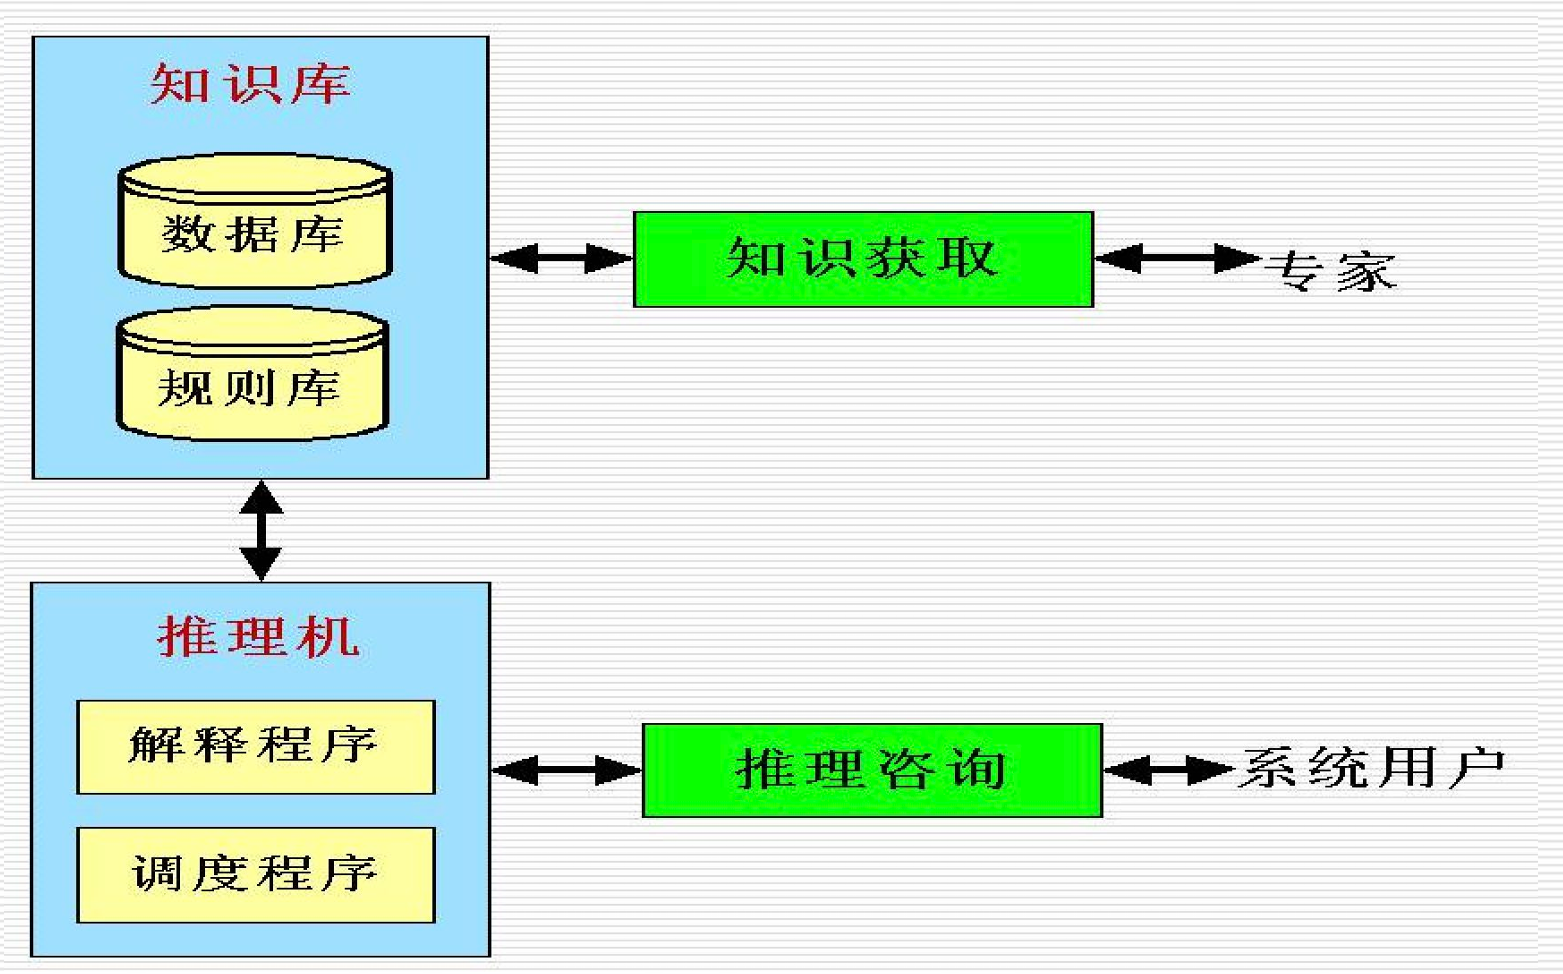 知识库
数据库
规则库
知识获取
专家
推理机
解释程序
调度程序
推理咨询
系统用户